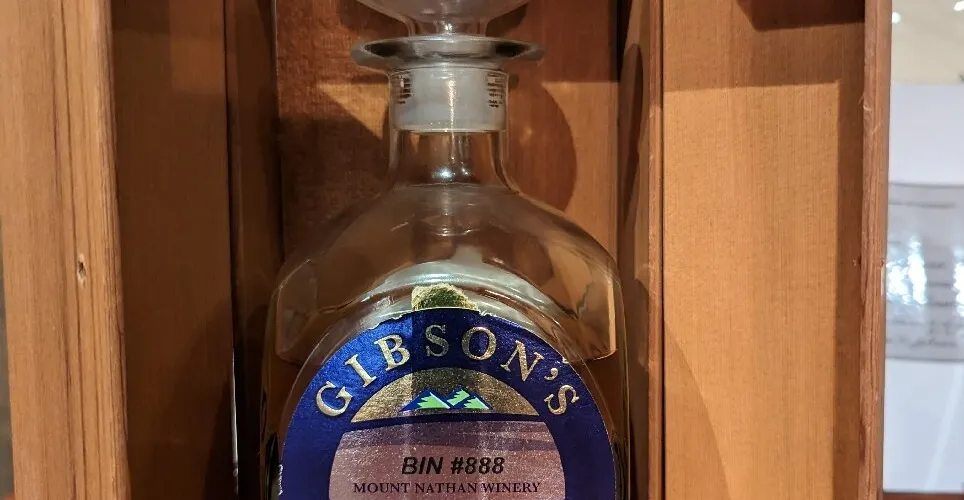 GIBSON'S
BIN #888
MOUNT NATHAN WINERY